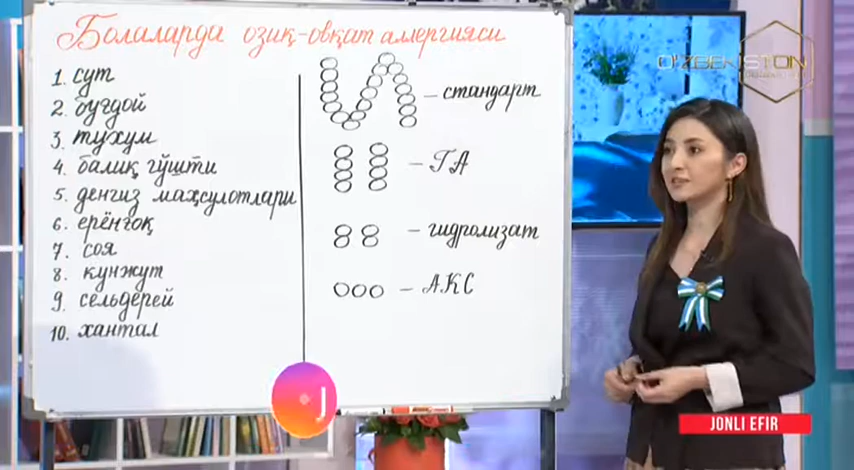 Болаларда озиқ-овқат аллергияси
1. сут
2. буғдой
3. тухум
4. балиқ гўшти
5. денгиз маҳсулотлари
6. ерёнғоқ
7. соя
8. кунжут
9. сельдерей
10. хантал
– стандарт
– ГА
– гидролизат
– АКС
O'ZBEKISTON
J
JONLI EFIR